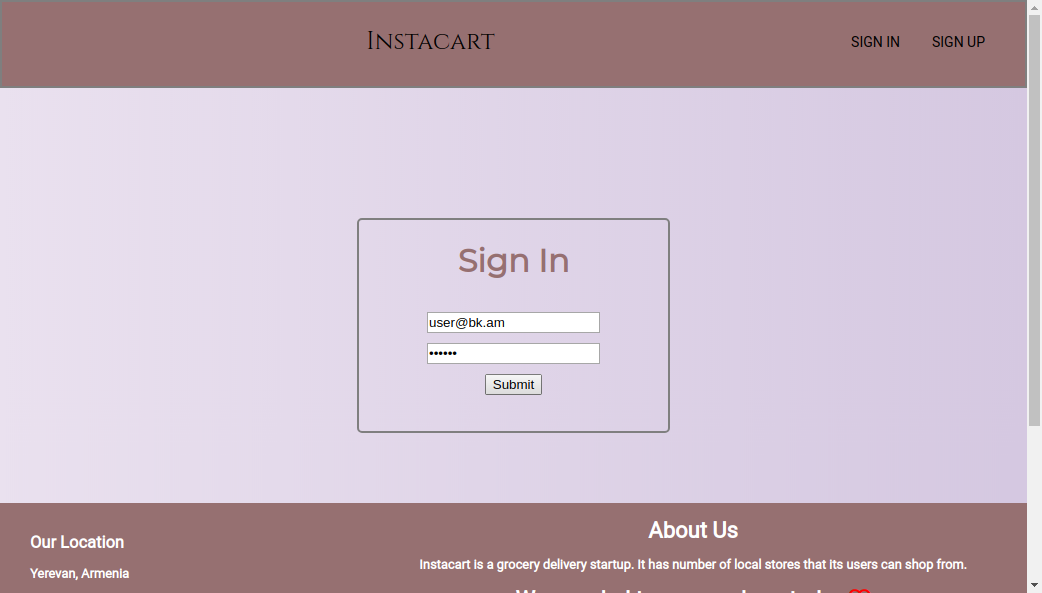 Instacart
SIGN IN
SIGN UP
Sign In
user@bk.am
••••••
Submit
Our Location
Yerevan, Armenia
About Us
Instacart is a grocery delivery startup. It has number of local stores that its users can shop from.